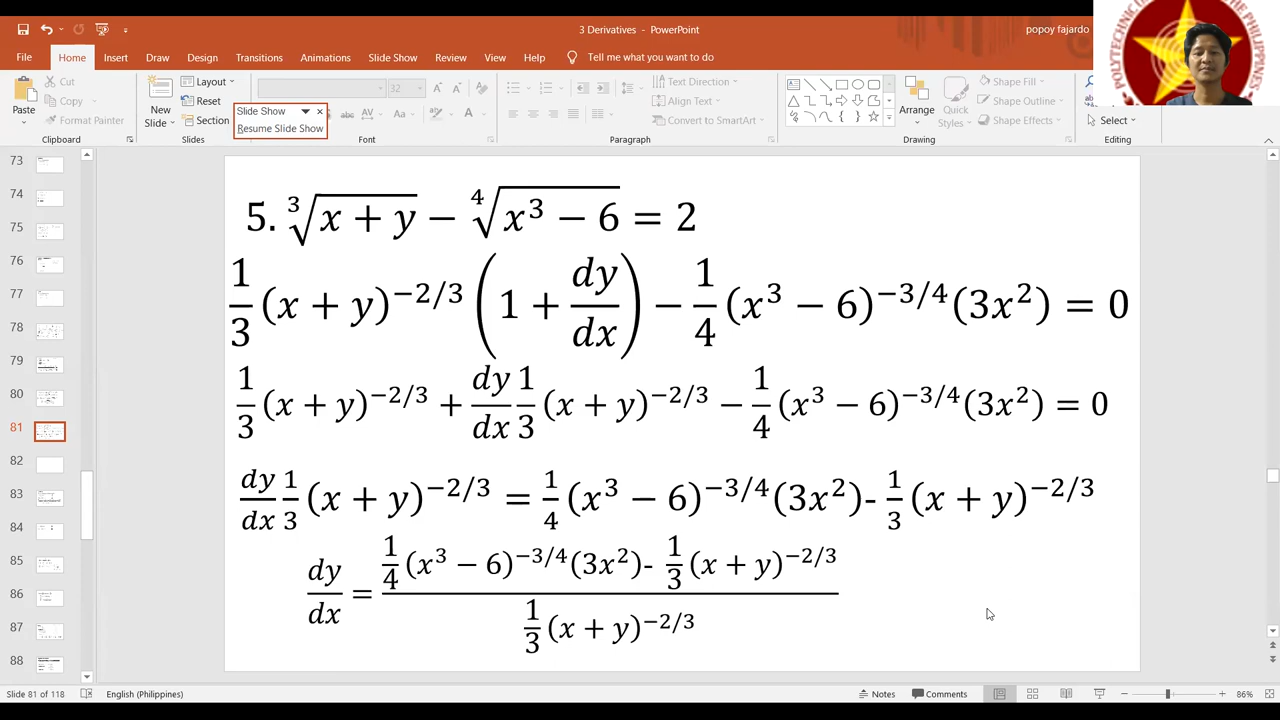 3 Derivatives - PowerPoint
popoy fajardo
File Home Insert Draw Design Transitions Animations Slide Show Review View Help Tell me what you want to do
Paste
Cut
Copy
Format Painter
Clipboard
New Slide
Layout
Reset
Section
Slides
Slide Show
Resume Slide Show
32
abc AV Aa A
Font
Text Direction
Align Text
Convert to SmartArt
Paragraph
Arrange
Quick Styles
Shape Fill
Shape Outline
Shape Effects
Drawing
Select
Editing
POLYTECHNIC THE PHILIPPINES
73
74
75
76
77
78
79
80
81
82
83
84
85
86
87
88
5. ∛(x + y) − ∜(x³ − 6) = 2
1/3 (x + y)^(−2/3) (1 + dy/dx) − 1/4 (x³ − 6)^(−3/4) (3x²) = 0
1/3 (x + y)^(−2/3) + dy/dx 1/3 (x + y)^(−2/3) − 1/4 (x³ − 6)^(−3/4) (3x²) = 0
dy/dx 1/3 (x + y)^(−2/3) = 1/4 (x³ − 6)^(−3/4) (3x²)- 1/3 (x + y)^(−2/3)
dy/dx = (1/4 (x³ − 6)^(−3/4) (3x²)- 1/3 (x + y)^(−2/3)) / (1/3 (x + y)^(−2/3))
Slide 81 of 118 English (Philippines) Notes Comments 86%